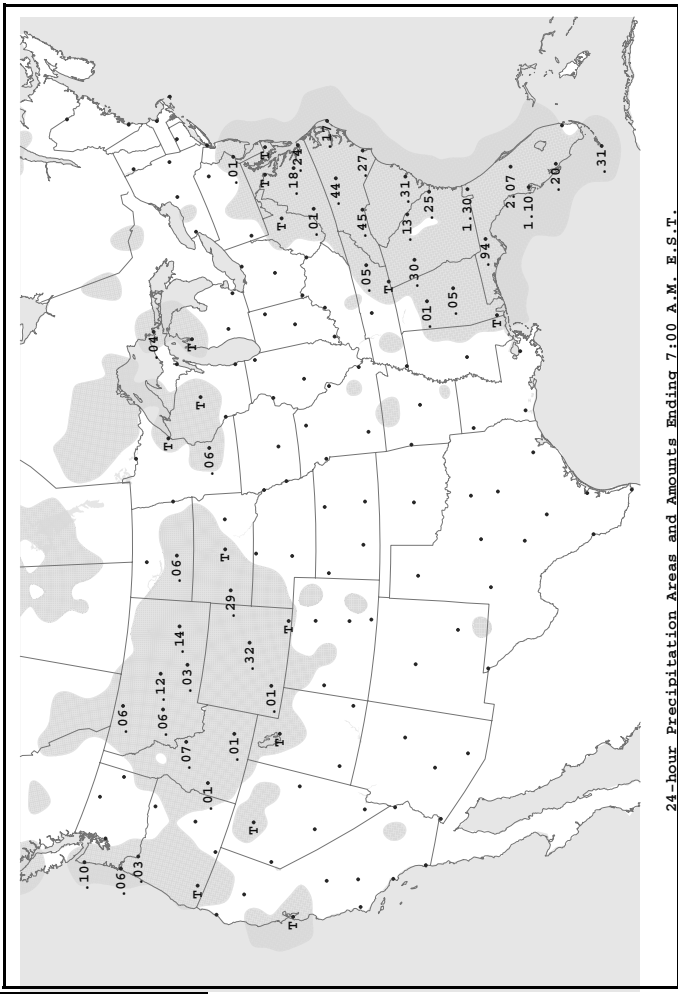 .10
.06
.06
.03
.04
.12
.06
T
.06
.14
.07
.03
T
T
T
.01
.06
T
.29
.01
.01
.32
T
T
T
.01
T
T
T
T
.18
.24
.01
.17
.44
.45
.27
.05
T
.31
.13
.30
.01
.25
.05
1.30
.94
T
2.07
1.10
.20
.31
24-hour Precipitation Areas and Amounts Ending 7:00 A.M. E.S.T.